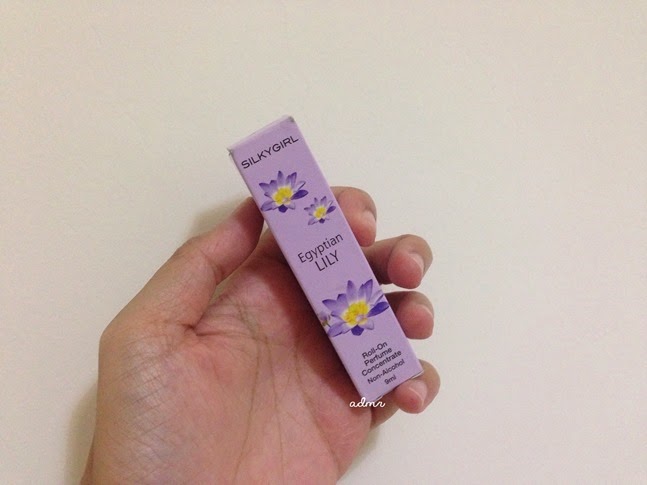 SILKYGIRL
Egyptian
LILY
Roll-On
Perfume
Concentrate
Non-Alcohol
9ml
admr